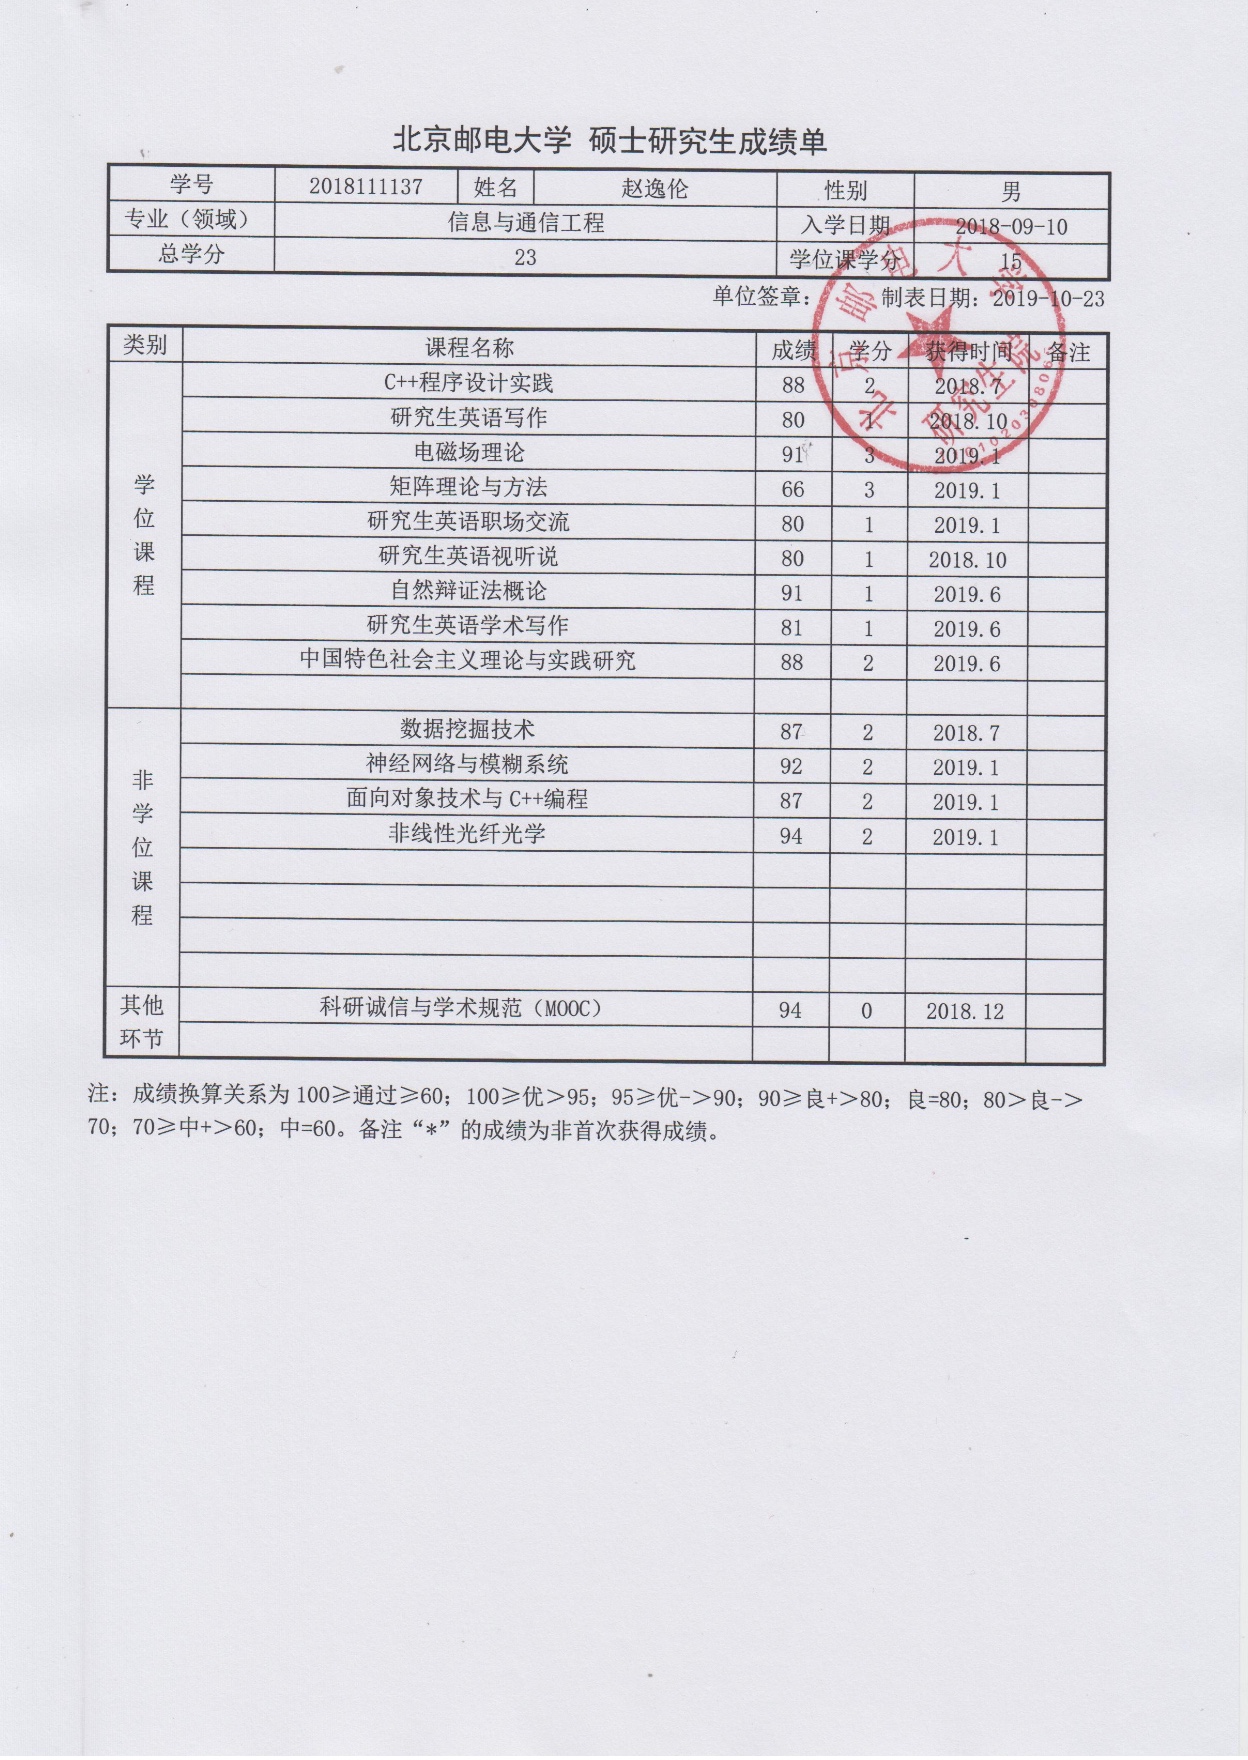 北京邮电大学 硕士研究生成绩单
学号 2018111137 姓名 赵逸伦 性别 男
专业（领域） 信息与通信工程 入学日期 2018-09-10
总学分 23 学位课学分 15
单位签章： 制表日期：2019-10-23
北京邮电大学
研究生院
类别 课程名称 成绩 学分 获得时间 备注
学位课程
C++程序设计实践 88 2 2018.7
研究生英语写作 80 1 2018.10
电磁场理论 91 3 2019.1
矩阵理论与方法 66 3 2019.1
研究生英语职场交流 80 1 2019.1
研究生英语视听说 80 1 2018.10
自然辩证法概论 91 1 2019.6
研究生英语学术写作 81 1 2019.6
中国特色社会主义理论与实践研究 88 2 2019.6
非学位课程
数据挖掘技术 87 2 2018.7
神经网络与模糊系统 92 2 2019.1
面向对象技术与C++编程 87 2 2019.1
非线性光纤光学 94 2 2019.1
其他环节
科研诚信与学术规范（MOOC） 94 0 2018.12
注：成绩换算关系为100≥通过≥60；100≥优>95；95≥优->90；90≥良+>80；良=80；80>良->
70；70≥中+>60；中=60。备注“*”的成绩为非首次获得成绩。